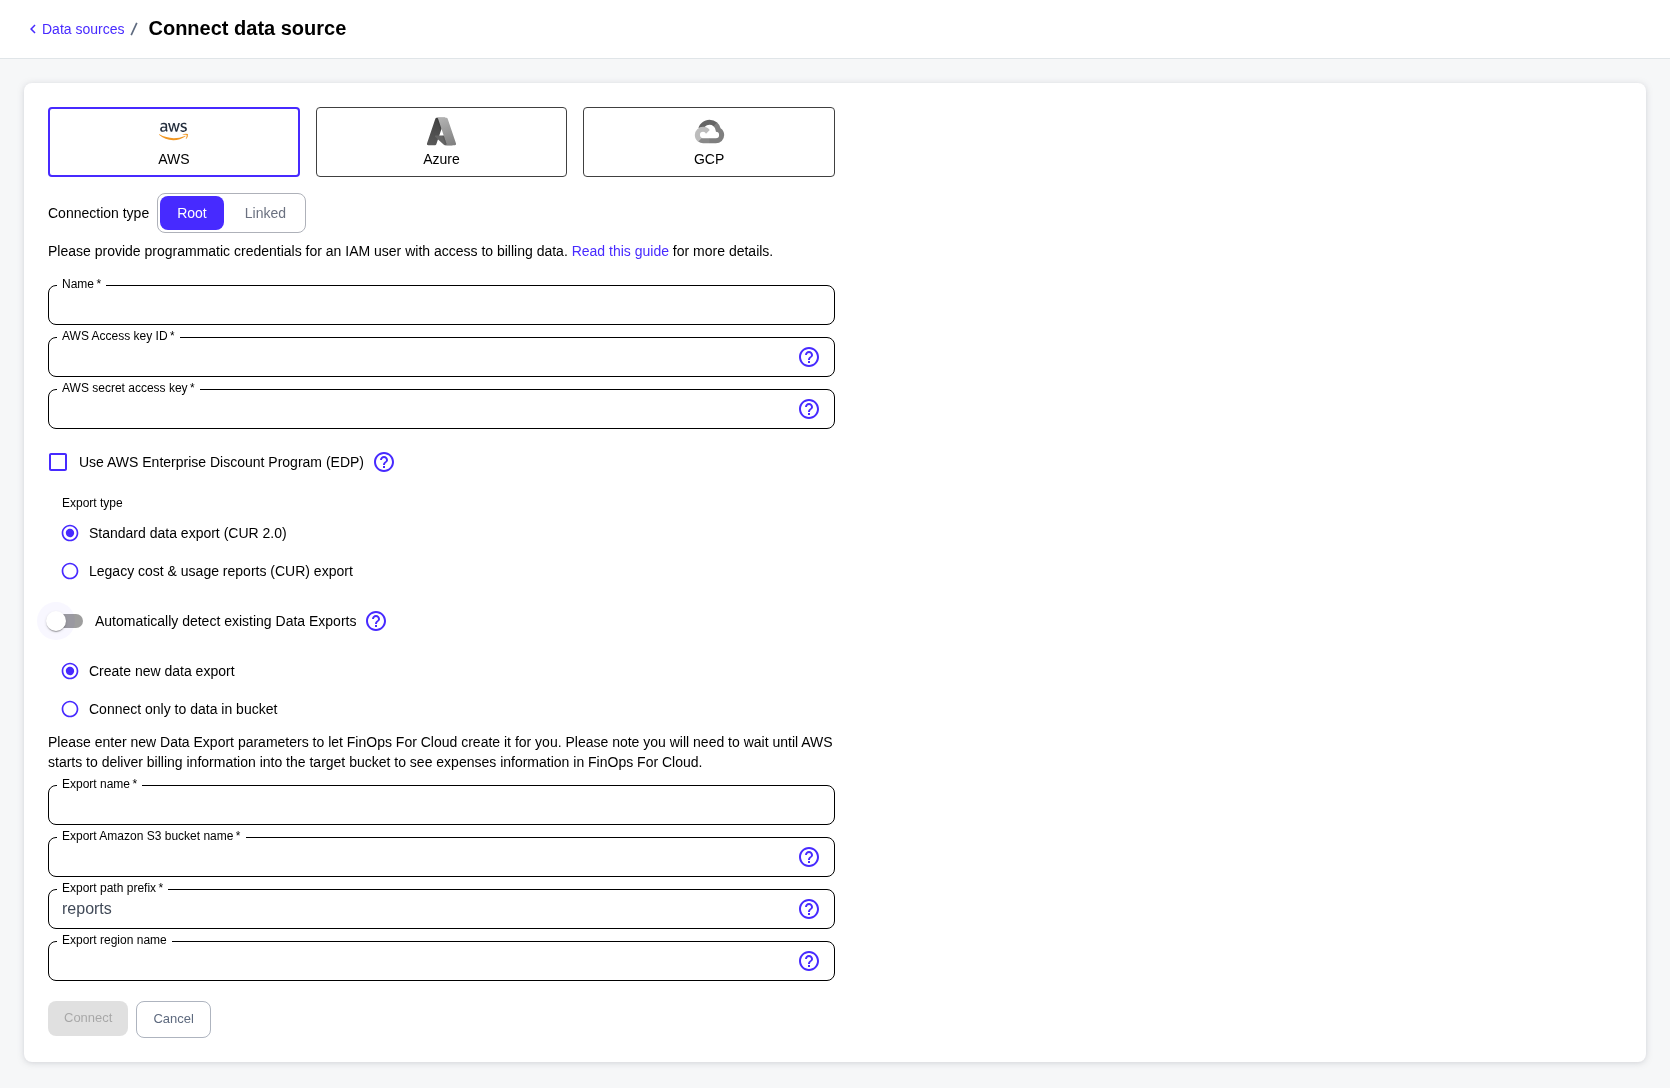 Data sources / Connect data source
aws
AWS
Azure
GCP
Connection type Root Linked
Please provide programmatic credentials for an IAM user with access to billing data. Read this guide for more details.
Name *
AWS Access key ID *
AWS secret access key *
Use AWS Enterprise Discount Program (EDP)
Export type
Standard data export (CUR 2.0)
Legacy cost & usage reports (CUR) export
Automatically detect existing Data Exports
Create new data export
Connect only to data in bucket
Please enter new Data Export parameters to let FinOps For Cloud create it for you. Please note you will need to wait until AWS
starts to deliver billing information into the target bucket to see expenses information in FinOps For Cloud.
Export name *
Export Amazon S3 bucket name *
Export path prefix *
reports
Export region name
Connect Cancel